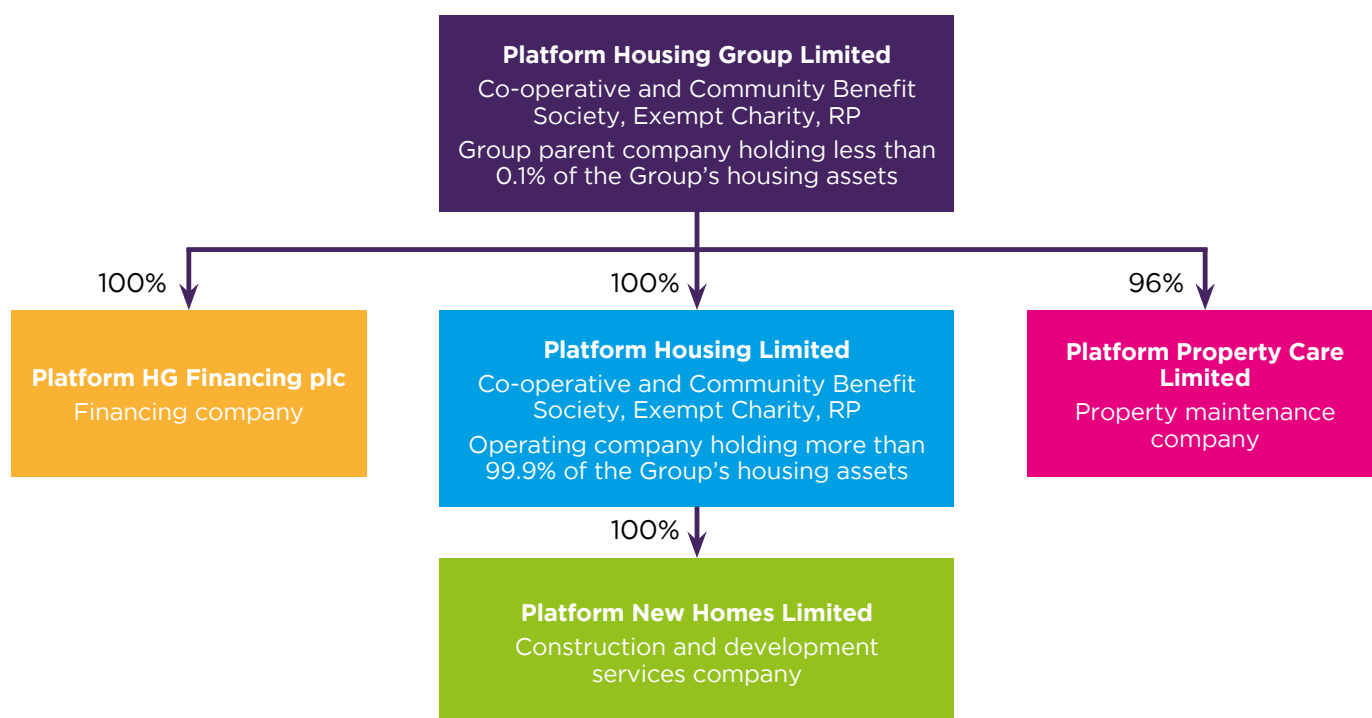 Platform Housing Group Limited
Co-operative and Community Benefit
Society, Exempt Charity, RP
Group parent company holding less than
0.1% of the Group’s housing assets
100%
100%
96%
Platform HG Financing plc
Financing company
Platform Housing Limited
Co-operative and Community Benefit
Society, Exempt Charity, RP
Operating company holding more than
99.9% of the Group’s housing assets
Platform Property Care
Limited
Property maintenance
company
100%
Platform New Homes Limited
Construction and development
services company